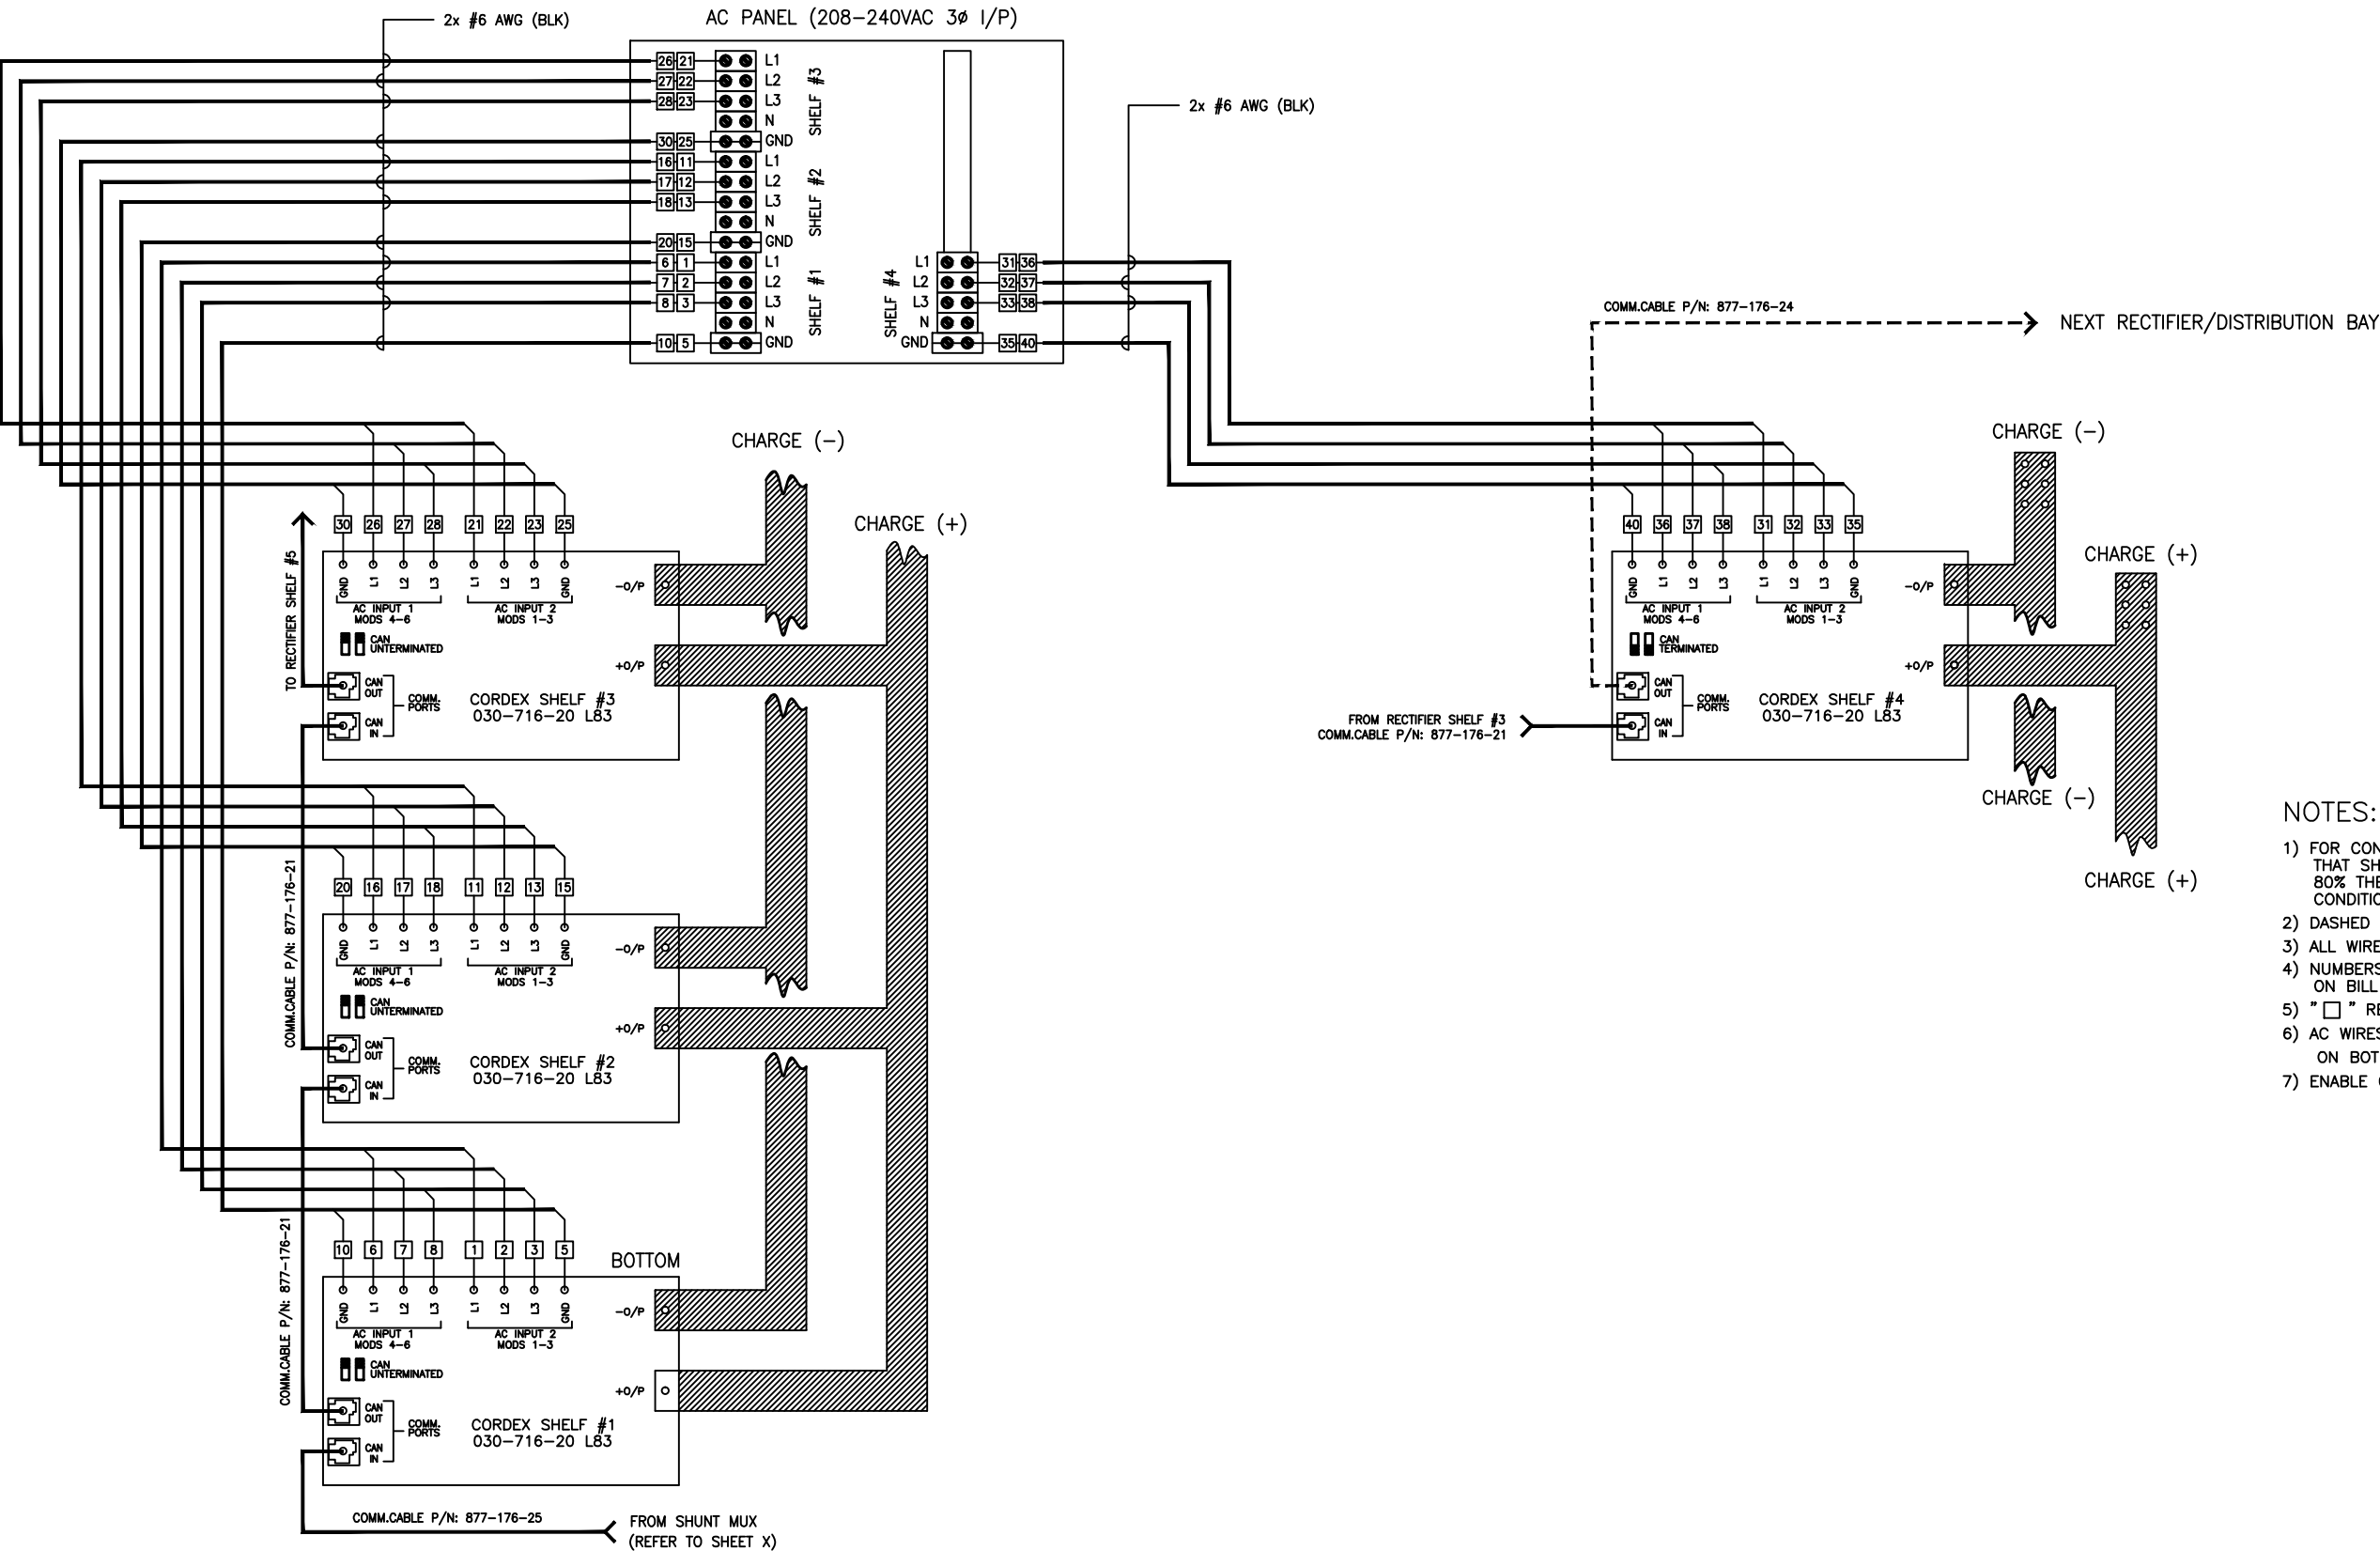 2x #6 AWG (BLK)
AC PANEL (208-240VAC 3ø I/P)
26 21 L1
27 22 L2
28 23 L3
N
30 25 GND
SHELF #3
16 11 L1
17 12 L2
18 13 L3
N
20 15 GND
SHELF #2
6 1 L1
7 2 L2
8 3 L3
N
10 5 GND
SHELF #1
SHELF #4
L1 31 36
L2 32 37
L3 33 38
N
GND 35 40
2x #6 AWG (BLK)
COMM.CABLE P/N: 877-176-24
NEXT RECTIFIER/DISTRIBUTION BAY
CHARGE (-)
CHARGE (+)
30 26 27 28 21 22 23 25
GND L1 L2 L3 L1 L2 L3 GND
AC INPUT 1
MODS 4-6
AC INPUT 2
MODS 1-3
-O/P
+O/P
CAN
UNTERMINATED
CAN
OUT
CAN
IN
COMM.
PORTS
CORDEX SHELF #3
030-716-20 L83
TO RECTIFIER SHELF #5
COMM.CABLE P/N: 877-176-21
20 16 17 18 11 12 13 15
GND L1 L2 L3 L1 L2 L3 GND
AC INPUT 1
MODS 4-6
AC INPUT 2
MODS 1-3
-O/P
+O/P
CAN
UNTERMINATED
CAN
OUT
CAN
IN
COMM.
PORTS
CORDEX SHELF #2
030-716-20 L83
COMM.CABLE P/N: 877-176-21
10 6 7 8 1 2 3 5
BOTTOM
GND L1 L2 L3 L1 L2 L3 GND
AC INPUT 1
MODS 4-6
AC INPUT 2
MODS 1-3
-O/P
+O/P
CAN
UNTERMINATED
CAN
OUT
CAN
IN
COMM.
PORTS
CORDEX SHELF #1
030-716-20 L83
COMM.CABLE P/N: 877-176-25
FROM SHUNT MUX
(REFER TO SHEET X)
CHARGE (-)
CHARGE (+)
40 36 37 38 31 32 33 35
GND L1 L2 L3 L1 L2 L3 GND
AC INPUT 1
MODS 4-6
AC INPUT 2
MODS 1-3
-O/P
+O/P
CAN
TERMINATED
CAN
OUT
CAN
IN
COMM.
PORTS
CORDEX SHELF #4
030-716-20 L83
FROM RECTIFIER SHELF #3
COMM.CABLE P/N: 877-176-21
CHARGE (-)
CHARGE (+)
NOTES:
1) FOR CON
THAT SH
80% THE
CONDITIO
2) DASHED
3) ALL WIRE
4) NUMBERS
ON BILL
5) "□" RE
6) AC WIRES
ON BOT
7) ENABLE